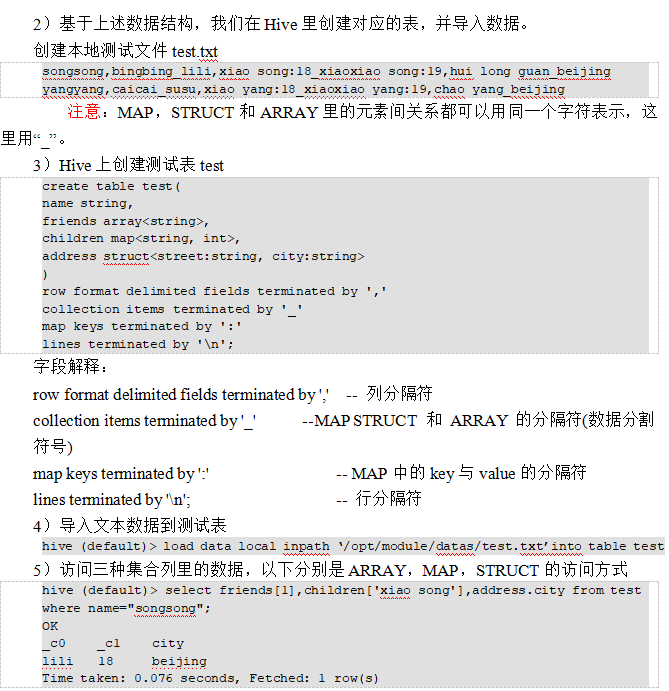 2）基于上述数据结构，我们在 Hive 里创建对应的表，并导入数据。
创建本地测试文件 test.txt
songsong,bingbing_lili,xiao song:18_xiaoxiao song:19,hui long guan_beijing
yangyang,caicai_susu,xiao yang:18_xiaoxiao yang:19,chao yang_beijing
注意：MAP，STRUCT 和 ARRAY 里的元素间关系都可以用同一个字符表示，这
里用“_”。
3）Hive 上创建测试表 test
create table test(
name string,
friends array<string>,
children map<string, int>,
address struct<street:string, city:string>
)
row format delimited fields terminated by ','
collection items terminated by '_'
map keys terminated by ':'
lines terminated by '\n';
字段解释：
row format delimited fields terminated by ',' -- 列分隔符
collection items terminated by '_' --MAP STRUCT 和 ARRAY 的分隔符(数据分割
符号)
map keys terminated by ':' -- MAP 中的 key 与 value 的分隔符
lines terminated by '\n'; -- 行分隔符
4）导入文本数据到测试表
hive (default)> load data local inpath ‘/opt/module/datas/test.txt’into table test
5）访问三种集合列里的数据，以下分别是 ARRAY，MAP，STRUCT 的访问方式
hive (default)> select friends[1],children['xiao song'],address.city from test
where name="songsong";
OK
_c0 _c1 city
lili 18 beijing
Time taken: 0.076 seconds, Fetched: 1 row(s)